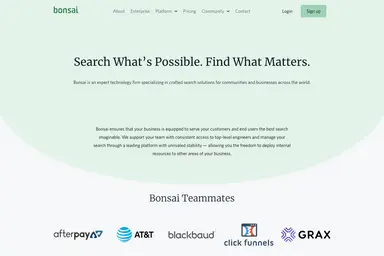 bonsai
About Enterprise Platform Pricing Community Contact Login Sign up
Search What's Possible. Find What Matters.
Bonsai is an expert technology firm specializing in crafted search solutions for communities and businesses across the world.
Bonsai ensures that your business is equipped to serve your customers and end users the best search
imaginable. We support your team with consistent access to top-level engineers and manage your
search through a leading platform with unrivaled stability — allowing you the freedom to deploy internal
resources to other areas of your business.
Bonsai Teammates
afterpay
AT&T
blackbaud
click funnels
GRAX